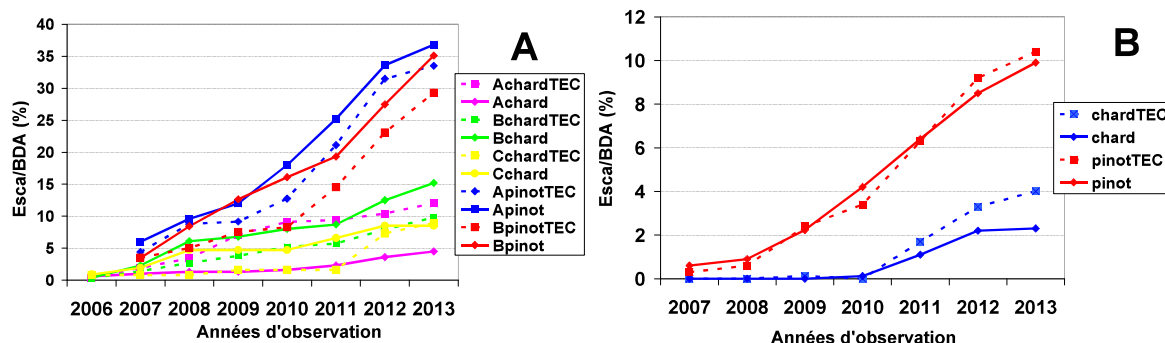 A
Esca/BDA (%)
40
35
30
25
20
15
10
5
0
2006 2007 2008 2009 2010 2011 2012 2013
Années d'observation
AchardTEC
Achard
BchardTEC
Bchard
CchardTEC
Cchard
ApinotTEC
Apinot
BpinotTEC
Bpinot
B
Esca/BDA (%)
12
10
8
6
4
2
0
2007 2008 2009 2010 2011 2012 2013
Années d'observation
chardTEC
chard
pinotTEC
pinot